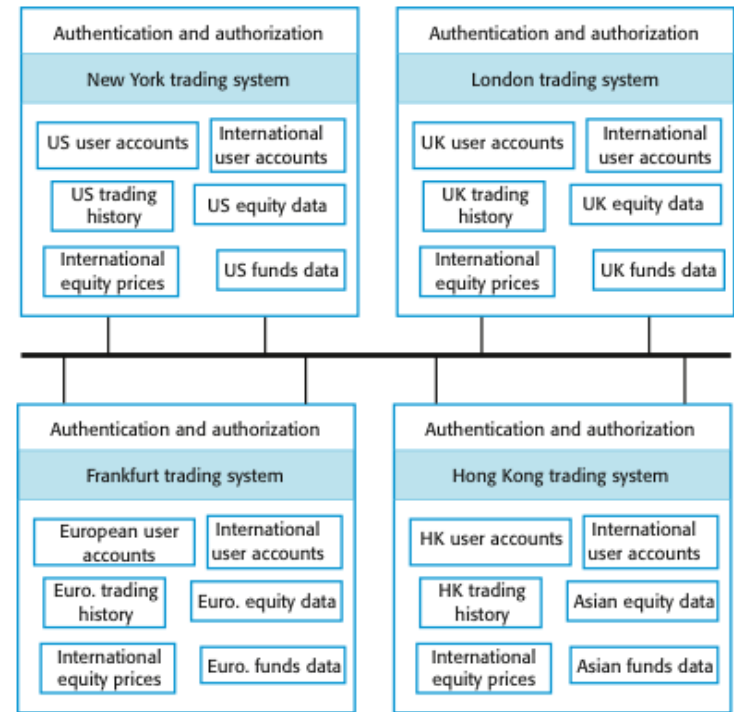 Authentication and authorization
New York trading system
US user accounts
International
user accounts
US trading
history
US equity data
International
equity prices
US funds data
Authentication and authorization
London trading system
UK user accounts
International
user accounts
UK trading
history
UK equity data
International
equity prices
UK funds data
Authentication and authorization
Frankfurt trading system
European user
accounts
International
user accounts
Euro. trading
history
Euro. equity data
International
equity prices
Euro. funds data
Authentication and authorization
Hong Kong trading system
HK user accounts
International
user accounts
HK trading
history
Asian equity data
International
equity prices
Asian funds data